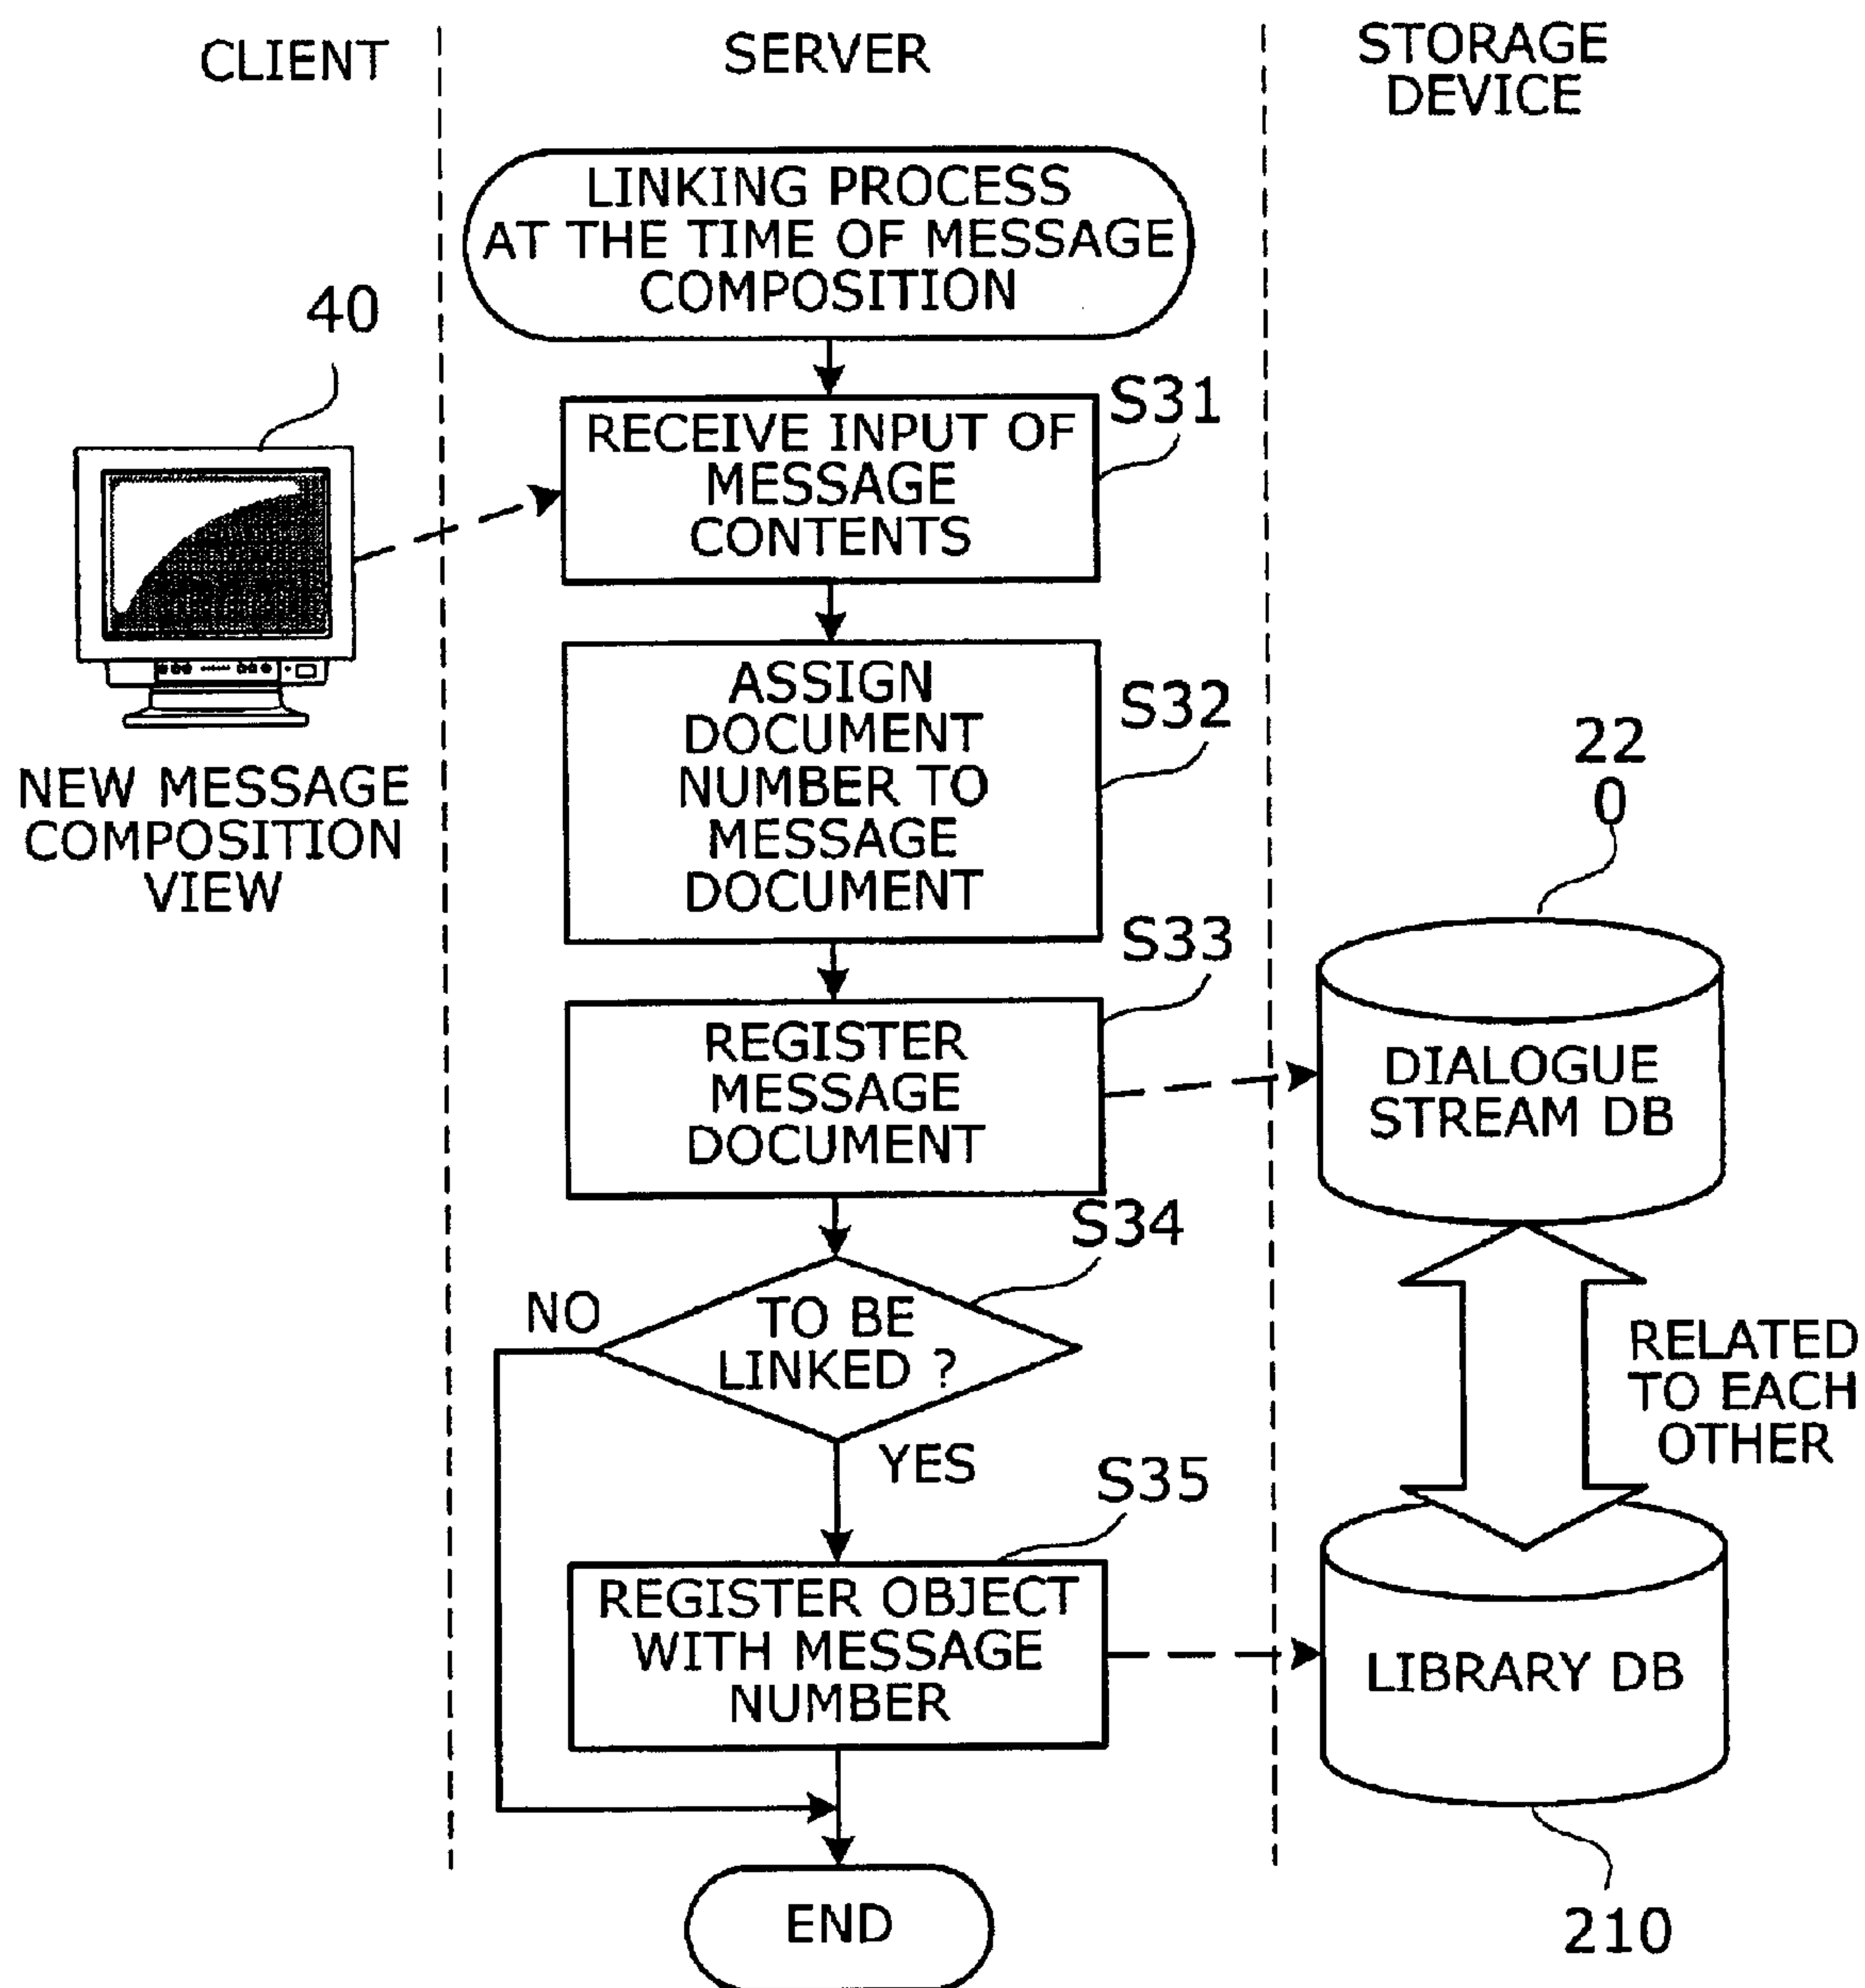 CLIENT
SERVER
STORAGE
DEVICE
LINKING PROCESS
AT THE TIME OF MESSAGE
COMPOSITION
40
S31
RECEIVE INPUT OF
MESSAGE
CONTENTS
NEW MESSAGE
COMPOSITION
VIEW
S32
ASSIGN
DOCUMENT
NUMBER TO
MESSAGE
DOCUMENT
22
0
S33
REGISTER
MESSAGE
DOCUMENT
DIALOGUE
STREAM DB
S34
NO
TO BE
LINKED ?
YES
RELATED
TO EACH
OTHER
S35
REGISTER OBJECT
WITH MESSAGE
NUMBER
LIBRARY DB
END
210